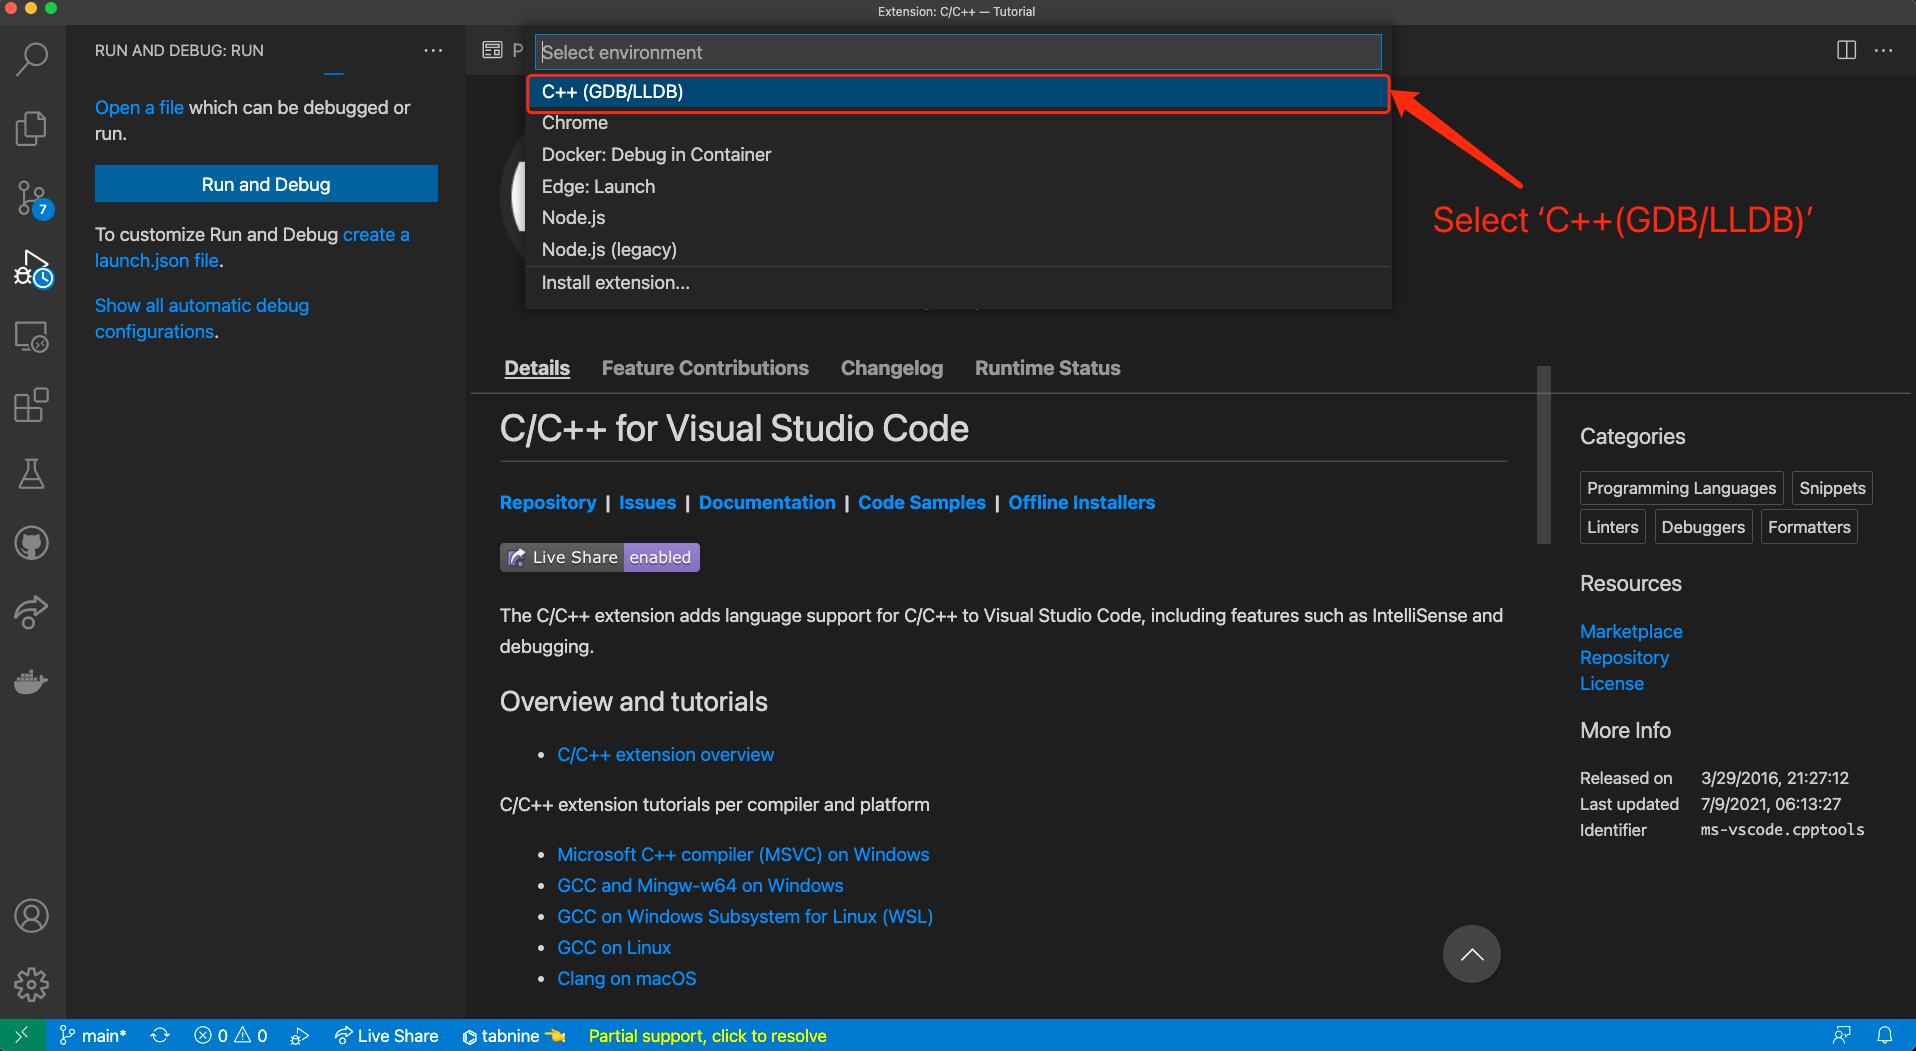 Extension: C/C++ — Tutorial
RUN AND DEBUG: RUN
Open a file which can be debugged or
run.
Run and Debug
To customize Run and Debug create a
launch.json file.
Show all automatic debug
configurations.
7
P
Select environment
C++ (GDB/LLDB)
Chrome
Docker: Debug in Container
Edge: Launch
Node.js
Node.js (legacy)
Install extension...
Select ‘C++(GDB/LLDB)’
Details Feature Contributions Changelog Runtime Status
C/C++ for Visual Studio Code
Repository | Issues | Documentation | Code Samples | Offline Installers
Live Share enabled
The C/C++ extension adds language support for C/C++ to Visual Studio Code, including features such as IntelliSense and
debugging.
Overview and tutorials
• C/C++ extension overview
C/C++ extension tutorials per compiler and platform
• Microsoft C++ compiler (MSVC) on Windows
• GCC and Mingw-w64 on Windows
• GCC on Windows Subsystem for Linux (WSL)
• GCC on Linux
• Clang on macOS
Categories
Programming Languages Snippets
Linters Debuggers Formatters
Resources
Marketplace
Repository
License
More Info
Released on 3/29/2016, 21:27:12
Last updated 7/9/2021, 06:13:27
Identifier ms-vscode.cpptools
main* 0 0 Live Share tabnine Partial support, click to resolve